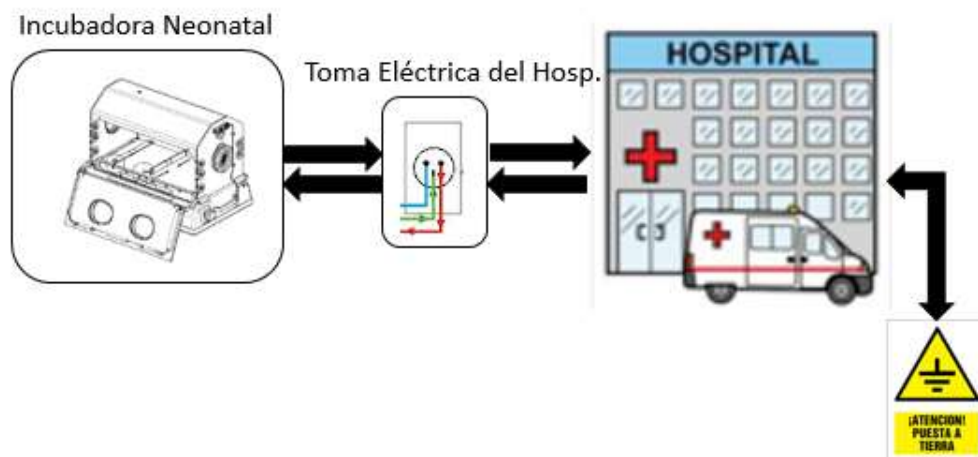 Incubadora Neonatal
Toma Eléctrica del Hosp.
HOSPITAL
¡ATENCION!
PUESTA A
TIERRA